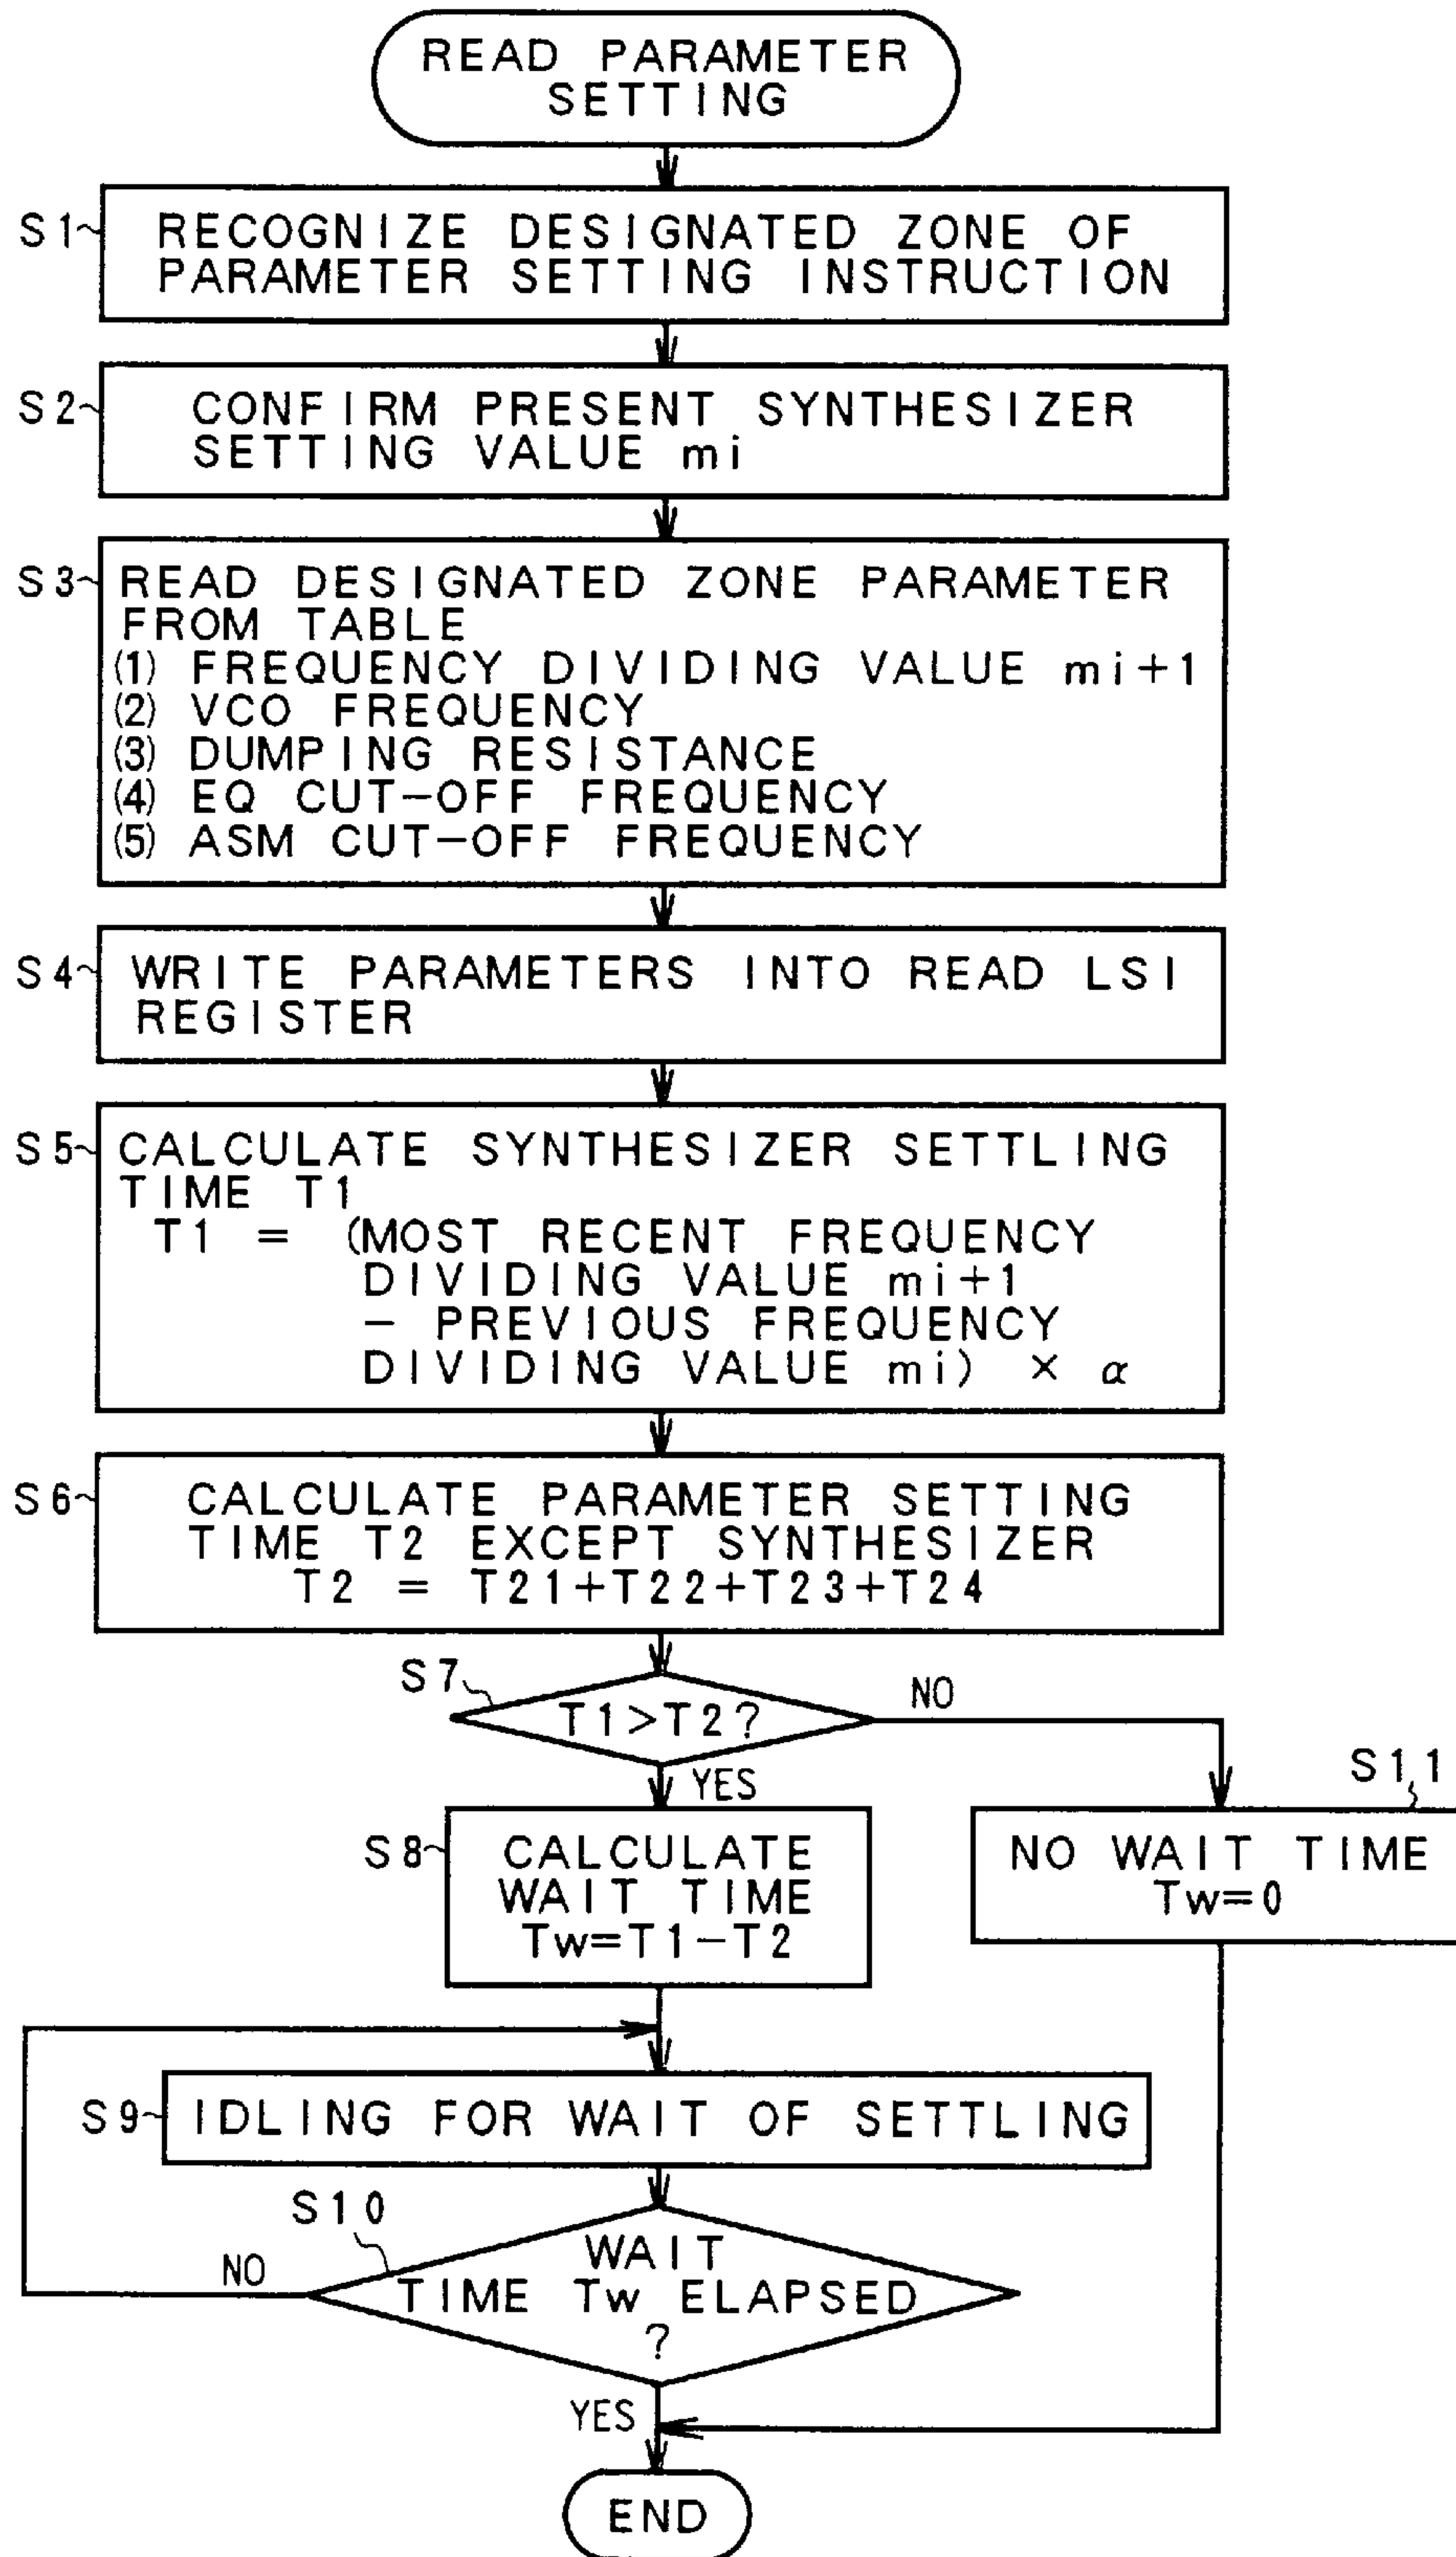 READ PARAMETER
SETTING
S1
RECOGNIZE DESIGNATED ZONE OF
PARAMETER SETTING INSTRUCTION
S2
CONFIRM PRESENT SYNTHESIZER
SETTING VALUE mi
S3
READ DESIGNATED ZONE PARAMETER
FROM TABLE
(1) FREQUENCY DIVIDING VALUE mi+1
(2) VCO FREQUENCY
(3) DUMPING RESISTANCE
(4) EQ CUT-OFF FREQUENCY
(5) ASM CUT-OFF FREQUENCY
S4
WRITE PARAMETERS INTO READ LSI
REGISTER
S5
CALCULATE SYNTHESIZER SETTLING
TIME T1
T1 = (MOST RECENT FREQUENCY
DIVIDING VALUE mi+1
- PREVIOUS FREQUENCY
DIVIDING VALUE mi) × α
S6
CALCULATE PARAMETER SETTING
TIME T2 EXCEPT SYNTHESIZER
T2 = T21+T22+T23+T24
S7
T1>T2?
NO
YES
S8
CALCULATE
WAIT TIME
Tw=T1-T2
S11
NO WAIT TIME
Tw=0
S9
IDLING FOR WAIT OF SETTLING
S10
WAIT
TIME Tw ELAPSED
?
NO
YES
END